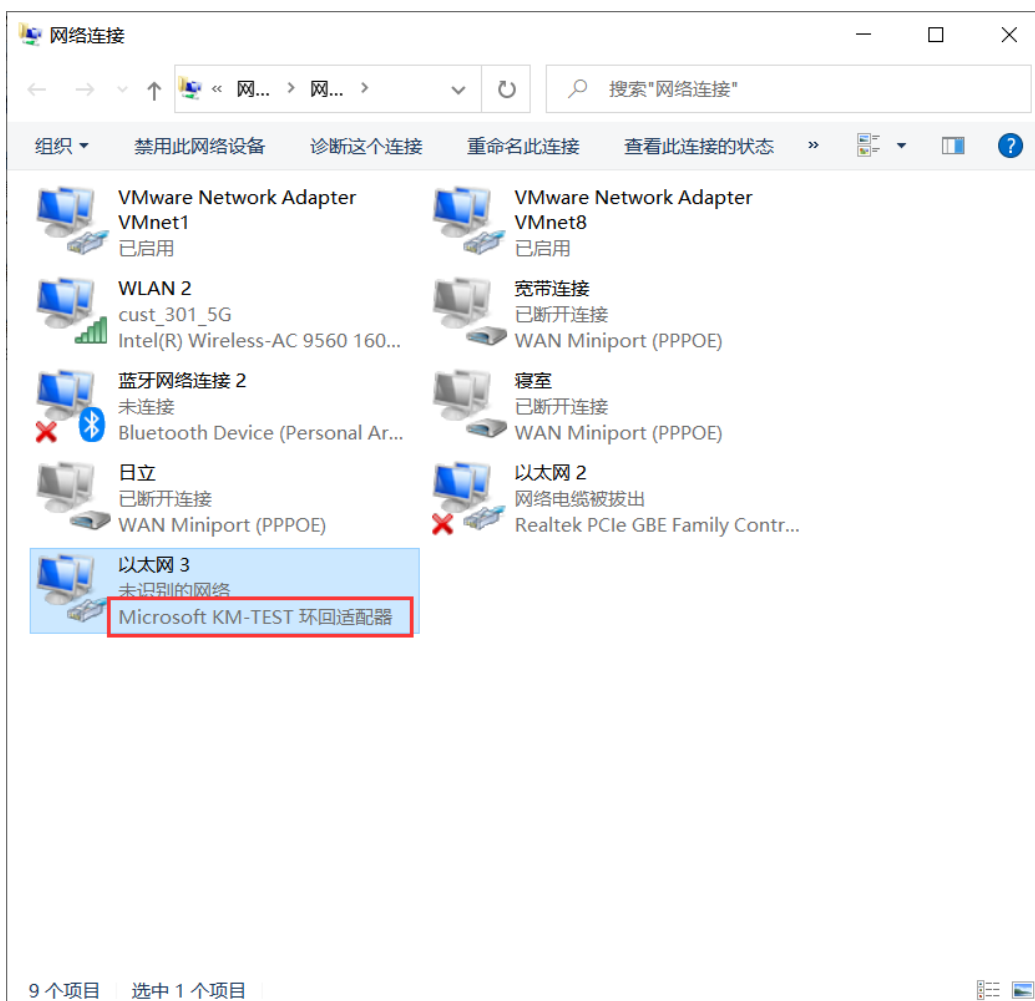 网络连接
« 网... › 网... ›
搜索"网络连接"
组织 禁用此网络设备 诊断这个连接 重命名此连接 查看此连接的状态 »
VMware Network Adapter
VMnet1
已启用
VMware Network Adapter
VMnet8
已启用
WLAN 2
cust_301_5G
Intel(R) Wireless-AC 9560 160...
宽带连接
已断开连接
WAN Miniport (PPPOE)
蓝牙网络连接 2
未连接
Bluetooth Device (Personal Ar...
寝室
已断开连接
WAN Miniport (PPPOE)
日立
已断开连接
WAN Miniport (PPPOE)
以太网 2
网络电缆被拔出
Realtek PCIe GBE Family Contr...
以太网 3
未识别的网络
Microsoft KM-TEST 环回适配器
9 个项目 选中 1 个项目